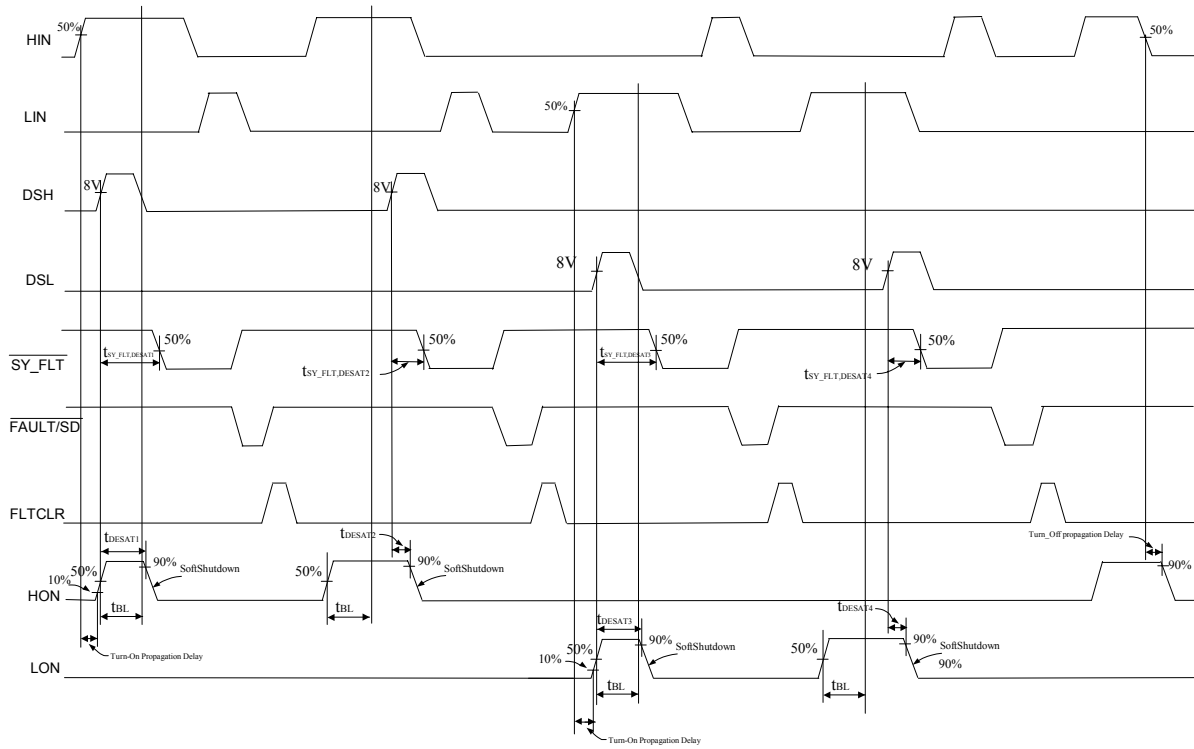 HIN
50%
50%
LIN
50%
DSH
8V
8V
DSL
8V
8V
SY_FLT
tSY_FLT,DESAT1
50%
tSY_FLT,DESAT2
50%
tSY_FLT,DESAT3
50%
tSY_FLT,DESAT4
50%
FAULT/SD
FLTCLR
HON
10%
50%
tDESAT1
90%
SoftShutdown
tBL
Turn-On Propagation Delay
50%
tBL
tDESAT2
90%
SoftShutdown
Turn_Off propagation Delay
90%
LON
10%
50%
tDESAT3
90%
SoftShutdown
tBL
Turn-On Propagation Delay
50%
tBL
tDESAT4
90%
SoftShutdown
90%